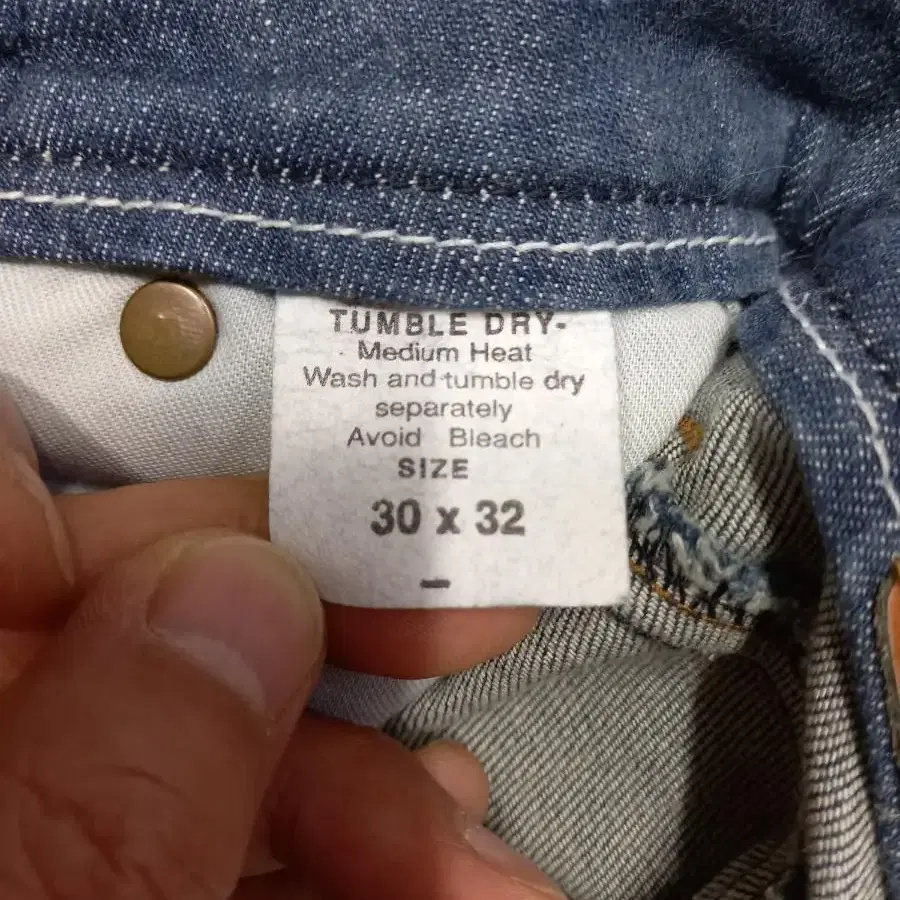 TUMBLE DRY-
Medium Heat
Wash and tumble dry
separately
Avoid Bleach
SIZE
30 x 32
-